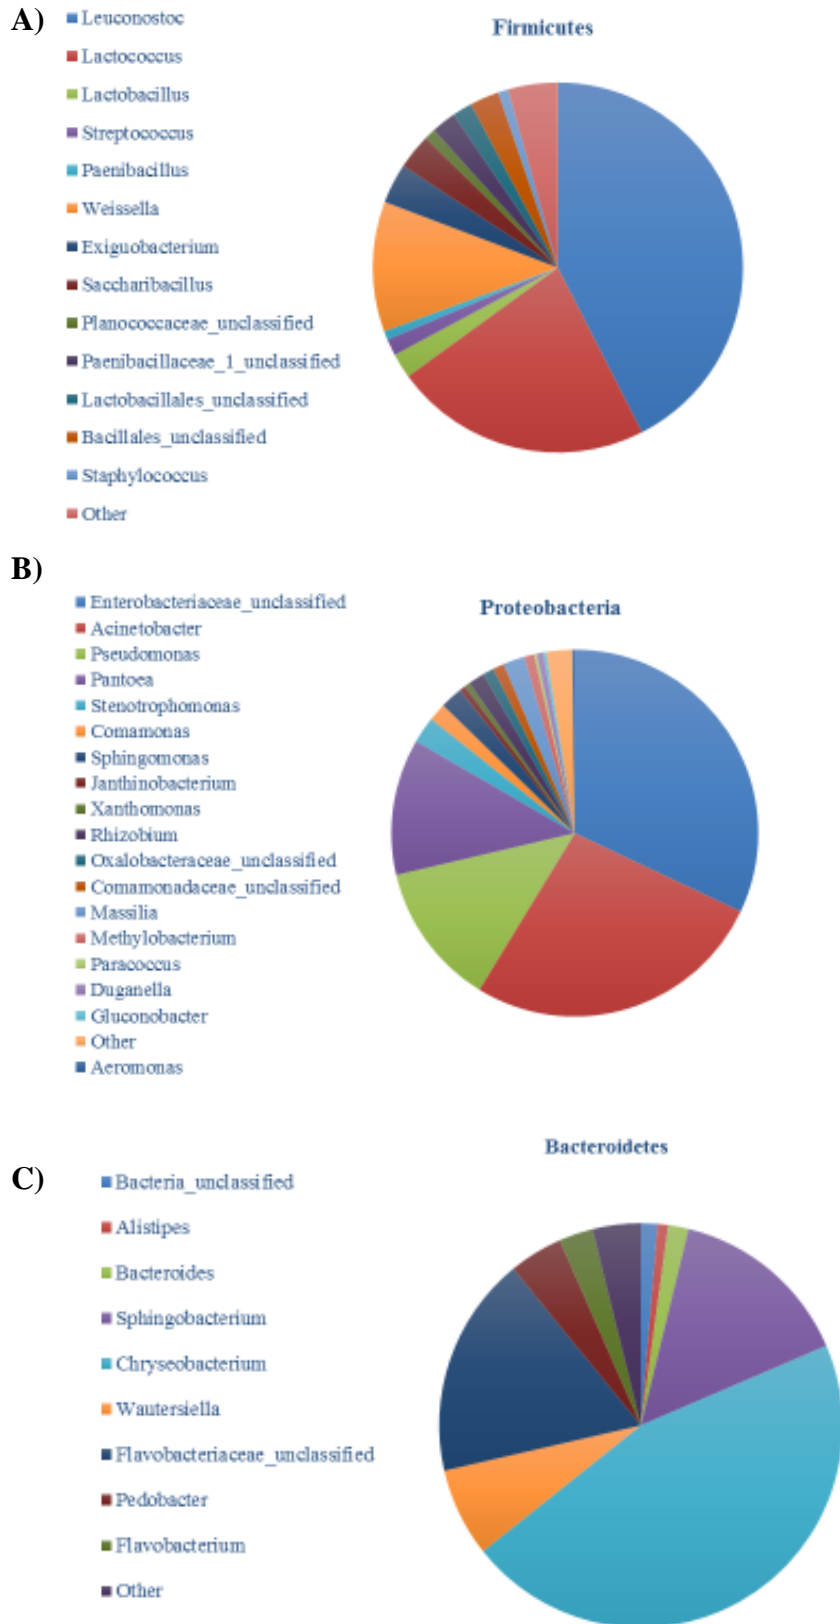 A)
Firmicutes
Leuconostoc
Lactococcus
Lactobacillus
Streptococcus
Paenibacillus
Weissella
Exiguobacterium
Saccharibacillus
Planococcaceae_unclassified
Paenibacillaceae_1_unclassified
Lactobacillales_unclassified
Bacillales_unclassified
Staphylococcus
Other
B)
Proteobacteria
Enterobacteriaceae_unclassified
Acinetobacter
Pseudomonas
Pantoea
Stenotrophomonas
Comamonas
Sphingomonas
Janthinobacterium
Xanthomonas
Rhizobium
Oxalobacteraceae_unclassified
Comamonadaceae_unclassified
Massilia
Methylobacterium
Paracoccus
Duganella
Gluconobacter
Other
Aeromonas
Bacteroidetes
C)
Bacteria_unclassified
Alistipes
Bacteroides
Sphingobacterium
Chryseobacterium
Wautersiella
Flavobacteriaceae_unclassified
Pedobacter
Flavobacterium
Other